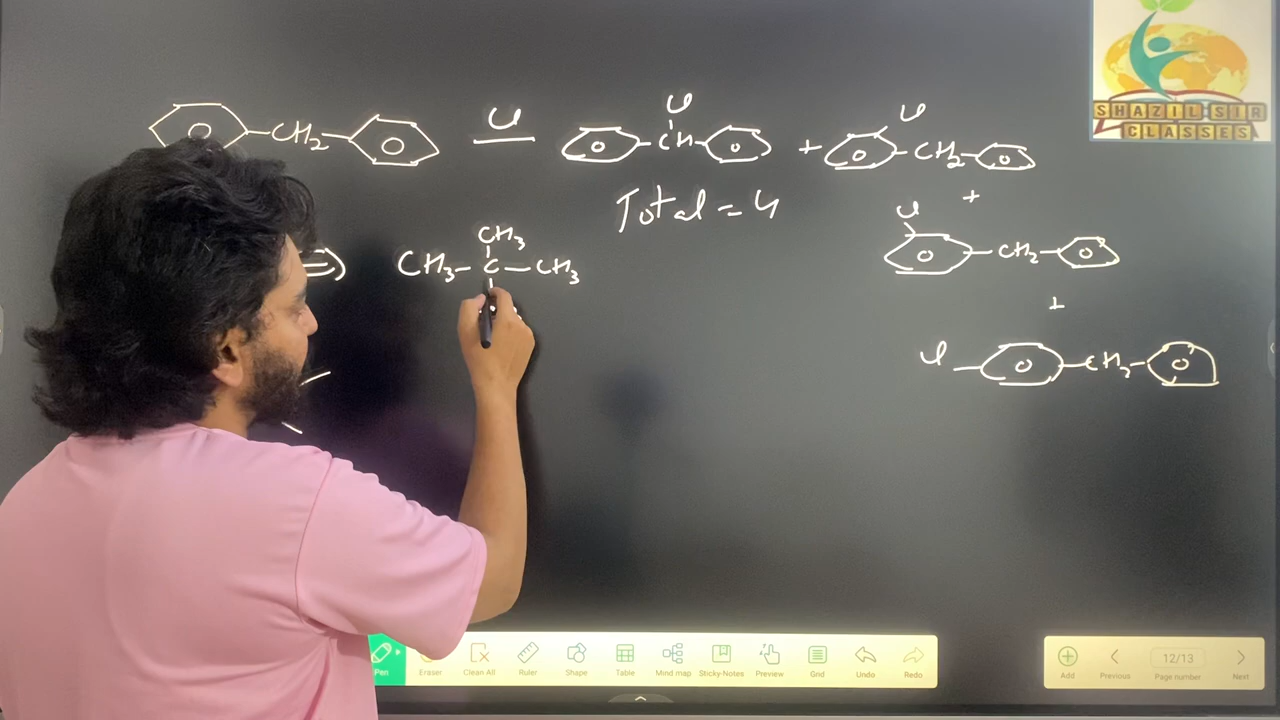 SHAZIL SIR
CLASSES
CH2 Cl
Cl
CH
+
Cl
CH2
+
Total = 4
Cl
CH2
+
Cl
CH2
⇒)
CH3
CH3-C-CH3
Pen
Eraser
Clean All
Ruler
Shape
Table
Mind map
Sticky-Notes
Preview
Grid
Undo
Redo
Add
Previous
12/13
Page number
Next